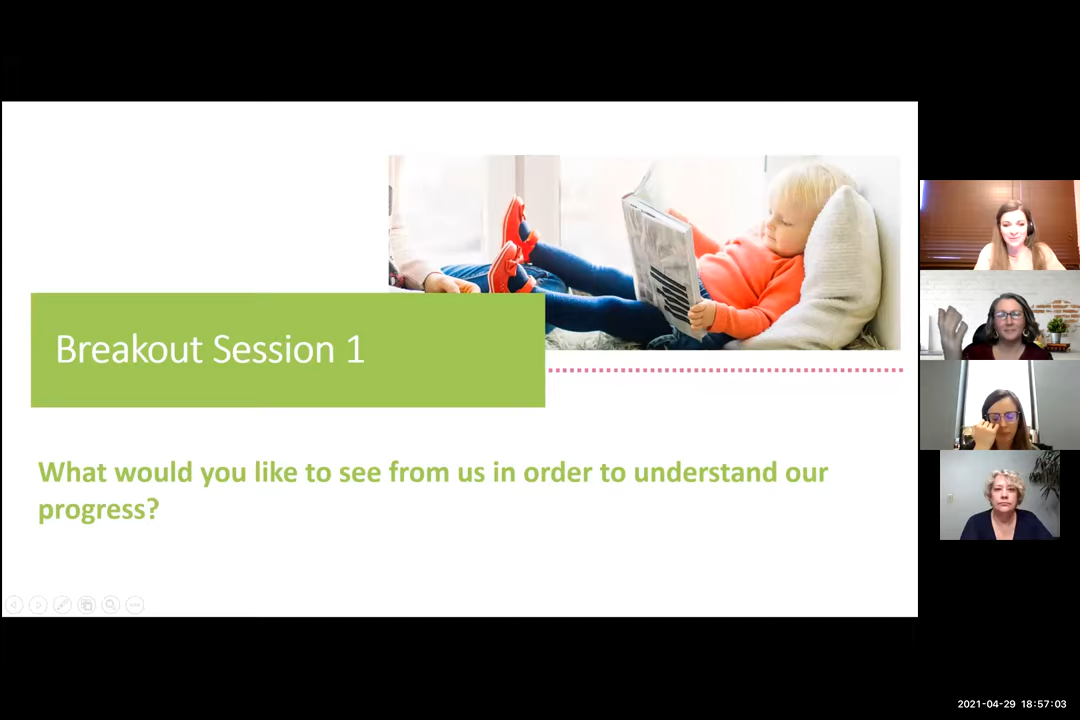 Breakout Session 1
What would you like to see from us in order to understand our
progress?
2021-04-29 18:57:03